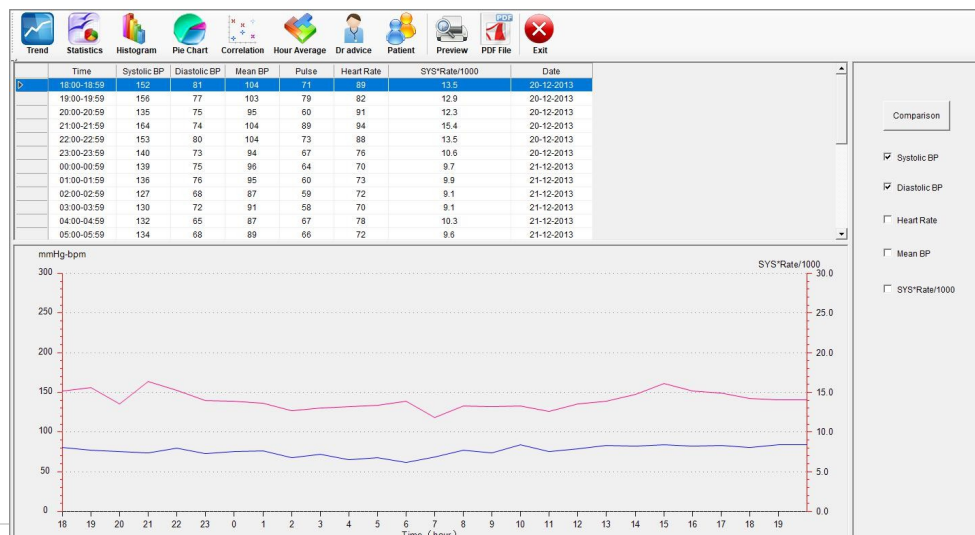 PDF
Trend Statistics Histogram Pie Chart Correlation Hour Average Dr advice Patient Preview PDF File Exit
Time Systolic BP Diastolic BP Mean BP Pulse Heart Rate SYS*Rate/1000 Date
18:00-18:59 152 81 104 71 89 13.5 20-12-2013
19:00-19:59 156 77 103 79 82 12.9 20-12-2013
20:00-20:59 135 75 95 60 91 12.3 20-12-2013
21:00-21:59 164 74 104 89 94 15.4 20-12-2013
22:00-22:59 153 80 104 73 88 13.5 20-12-2013
23:00-23:59 140 73 94 67 76 10.6 20-12-2013
00:00-00:59 139 75 96 64 70 9.7 21-12-2013
01:00-01:59 136 76 95 60 73 9.9 21-12-2013
02:00-02:59 127 68 87 59 72 9.1 21-12-2013
03:00-03:59 130 72 91 58 70 9.1 21-12-2013
04:00-04:59 132 65 87 67 78 10.3 21-12-2013
05:00-05:59 134 68 89 66 72 9.6 21-12-2013
Comparison
Systolic BP
Diastolic BP
Heart Rate
Mean BP
SYS*Rate/1000
mmHg-bpm
SYS*Rate/1000
300 30.0
250 25.0
200 20.0
150 15.0
100 10.0
50 5.0
0 0.0
18 19 20 21 22 23 0 1 2 3 4 5 6 7 8 9 10 11 12 13 14 15 16 17 18 19
Time (hour)